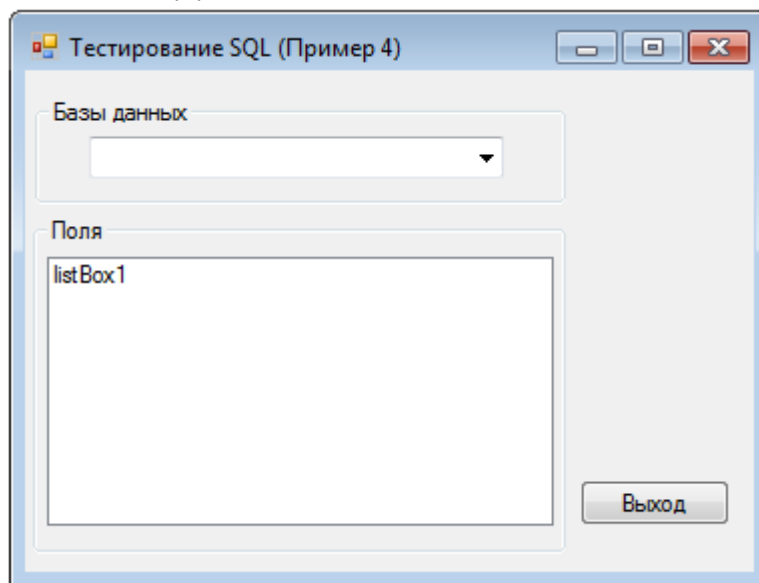 Тестирование SQL (Пример 4)
Базы данных
Поля
listBox1
Выход